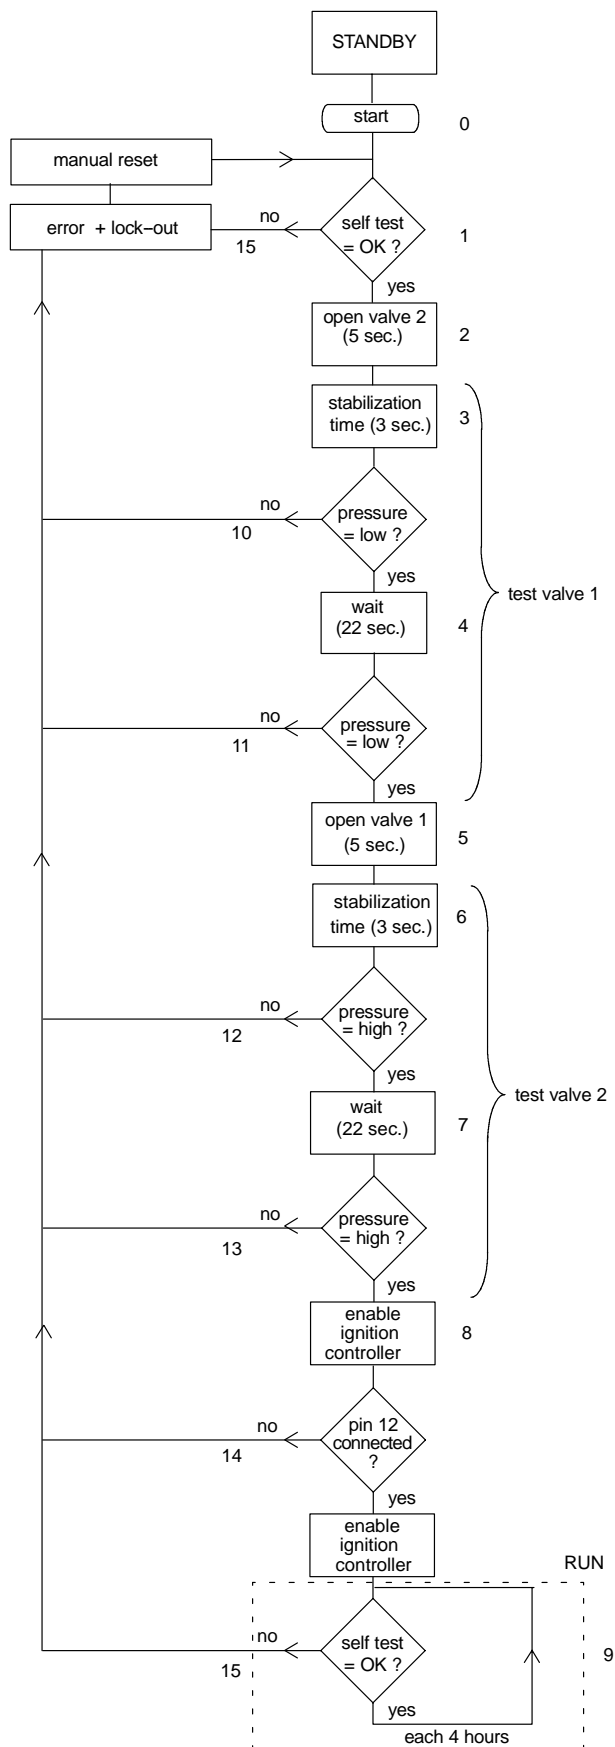 STANDBY
start
0
manual reset
error + lock-out
no
15
self test
= OK ?
1
yes
open valve 2
(5 sec.)
2
stabilization
time (3 sec.)
3
no
10
pressure
= low ?
yes
wait
(22 sec.)
4
test valve 1
no
11
pressure
= low ?
yes
open valve 1
(5 sec.)
5
stabilization
time (3 sec.)
6
no
12
pressure
= high ?
yes
wait
(22 sec.)
7
test valve 2
no
13
pressure
= high ?
yes
enable
ignition
controller
8
no
14
pin 12
connected
?
yes
enable
ignition
controller
RUN
no
15
self test
= OK ?
9
yes
each 4 hours